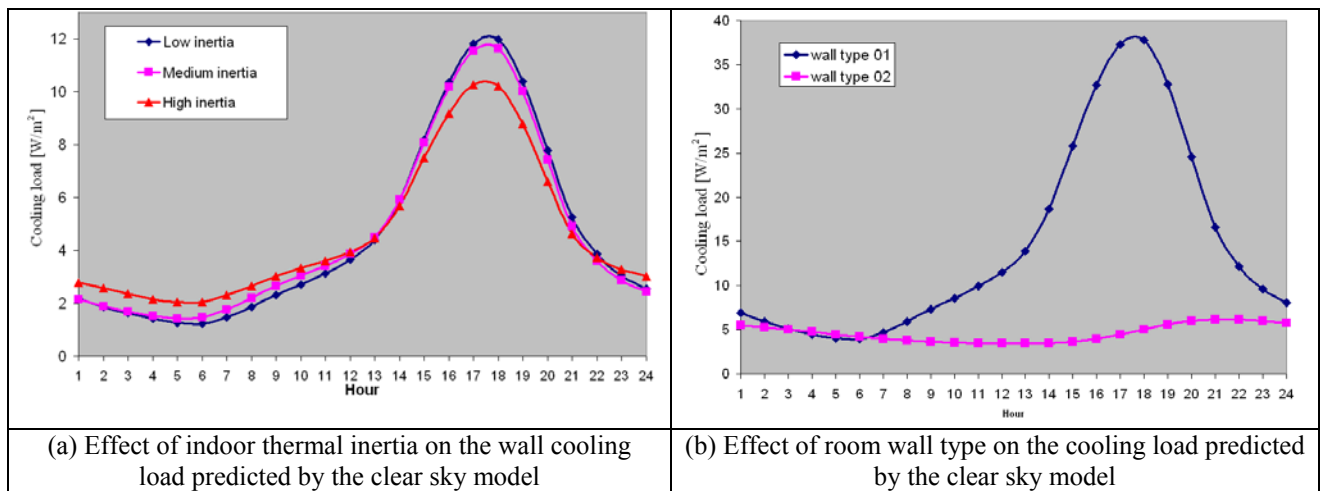 Low inertia
Medium inertia
High inertia
Cooling load [W/m²]
12
10
8
6
4
2
0
1 2 3 4 5 6 7 8 9 10 11 12 13 14 15 16 17 18 19 20 21 22 23 24
Hour
(a) Effect of indoor thermal inertia on the wall cooling
load predicted by the clear sky model
wall type 01
wall type 02
Cooling load [W/m²]
40
35
30
25
20
15
10
5
0
1 2 3 4 5 6 7 8 9 10 11 12 13 14 15 16 17 18 19 20 21 22 23 24
Hour
(b) Effect of room wall type on the cooling load predicted
by the clear sky model